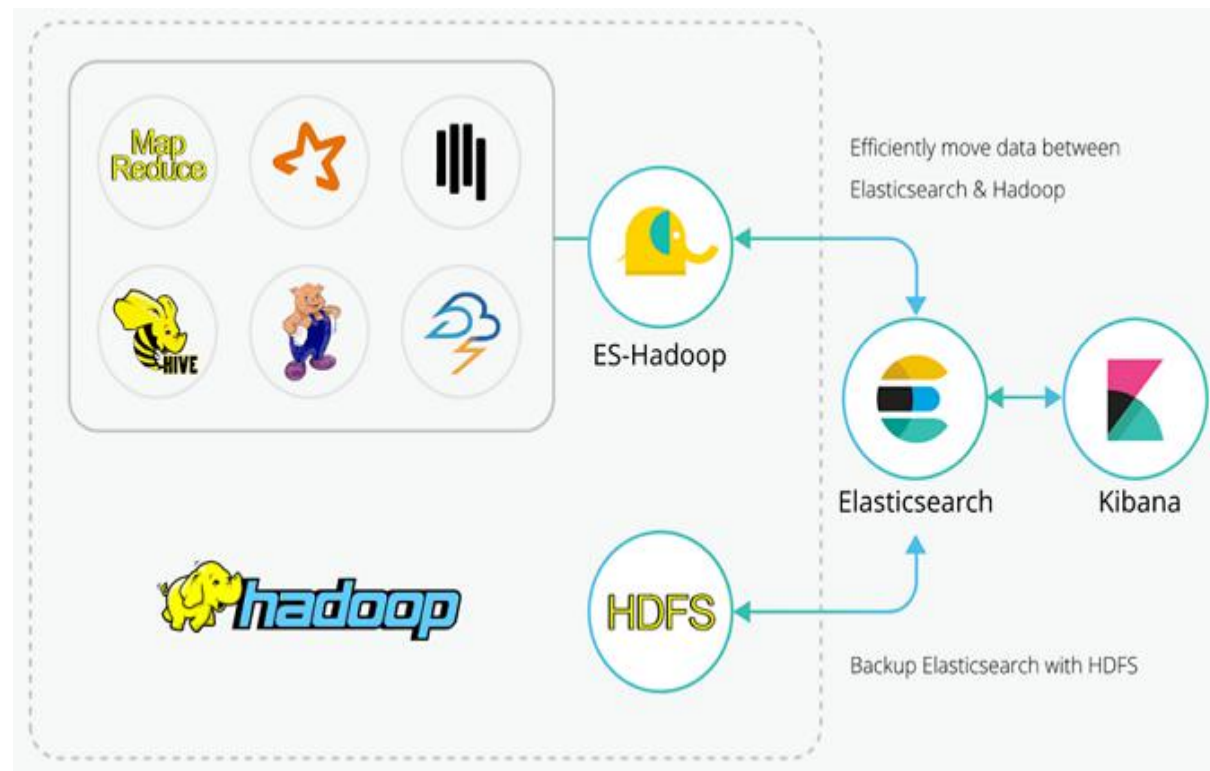 Map
Reduce
HIVE
ES-Hadoop
Efficiently move data between
Elasticsearch & Hadoop
Elasticsearch
Kibana
hadoop
HDFS
Backup Elasticsearch with HDFS